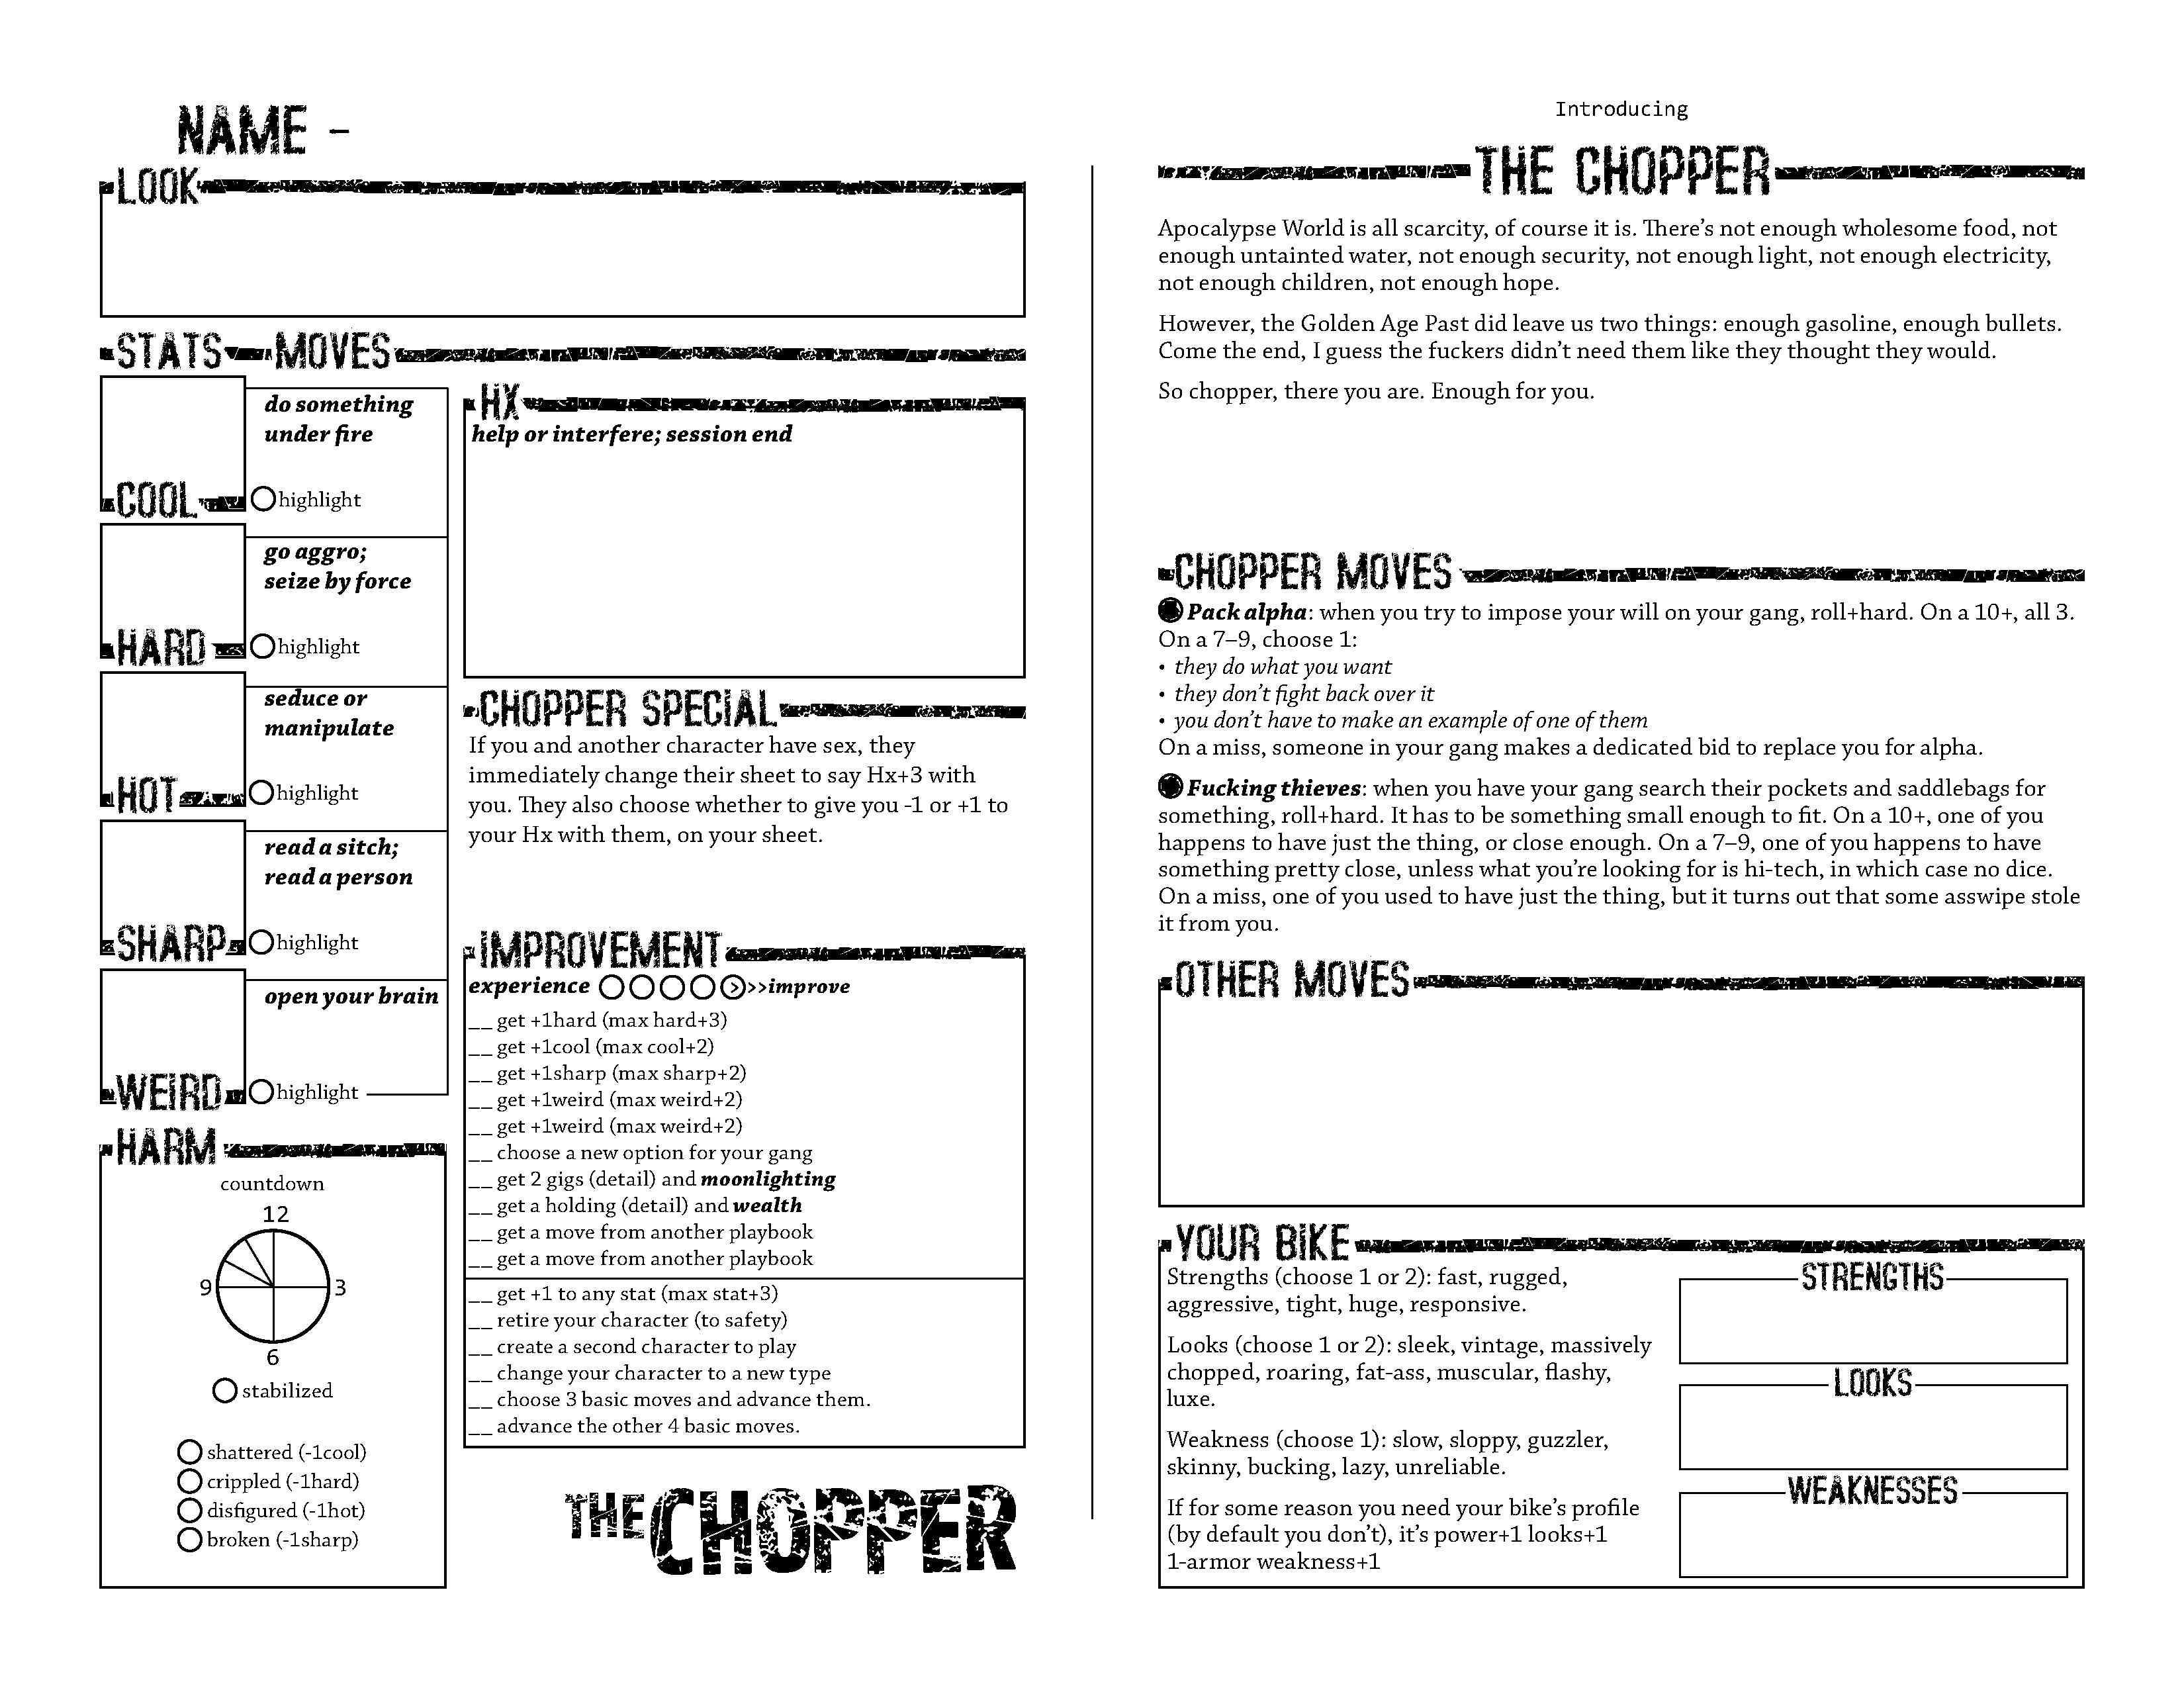 NAME -
LOOK
STATS MOVES
do something
under fire
COOL highlight
go aggro;
seize by force
HARD highlight
seduce or
manipulate
HOT highlight
read a sitch;
read a person
SHARP highlight
open your brain
WEIRD highlight
HARM
countdown
12
9 3
6
stabilized
shattered (-1cool)
crippled (-1hard)
disfigured (-1hot)
broken (-1sharp)
HX
help or interfere; session end
CHOPPER SPECIAL
If you and another character have sex, they
immediately change their sheet to say Hx+3 with
you. They also choose whether to give you -1 or +1 to
your Hx with them, on your sheet.
IMPROVEMENT
experience >>>improve
__ get +1hard (max hard+3)
__ get +1cool (max cool+2)
__ get +1sharp (max sharp+2)
__ get +1weird (max weird+2)
__ get +1weird (max weird+2)
__ choose a new option for your gang
__ get 2 gigs (detail) and moonlighting
__ get a holding (detail) and wealth
__ get a move from another playbook
__ get a move from another playbook
__ get +1 to any stat (max stat+3)
__ retire your character (to safety)
__ create a second character to play
__ change your character to a new type
__ choose 3 basic moves and advance them.
__ advance the other 4 basic moves.
THE CHOPPER
Introducing
THE CHOPPER
Apocalypse World is all scarcity, of course it is. There's not enough wholesome food, not
enough untainted water, not enough security, not enough light, not enough electricity,
not enough children, not enough hope.
However, the Golden Age Past did leave us two things: enough gasoline, enough bullets.
Come the end, I guess the fuckers didn't need them like they thought they would.
So chopper, there you are. Enough for you.
CHOPPER MOVES
Pack alpha: when you try to impose your will on your gang, roll+hard. On a 10+, all 3.
On a 7–9, choose 1:
• they do what you want
• they don't fight back over it
• you don't have to make an example of one of them
On a miss, someone in your gang makes a dedicated bid to replace you for alpha.
Fucking thieves: when you have your gang search their pockets and saddlebags for
something, roll+hard. It has to be something small enough to fit. On a 10+, one of you
happens to have just the thing, or close enough. On a 7–9, one of you happens to have
something pretty close, unless what you're looking for is hi-tech, in which case no dice.
On a miss, one of you used to have just the thing, but it turns out that some asswipe stole
it from you.
OTHER MOVES
YOUR BIKE
Strengths (choose 1 or 2): fast, rugged,
aggressive, tight, huge, responsive.
Looks (choose 1 or 2): sleek, vintage, massively
chopped, roaring, fat-ass, muscular, flashy,
luxe.
Weakness (choose 1): slow, sloppy, guzzler,
skinny, bucking, lazy, unreliable.
If for some reason you need your bike's profile
(by default you don't), it's power+1 looks+1
1-armor weakness+1
STRENGTHS
LOOKS
WEAKNESSES